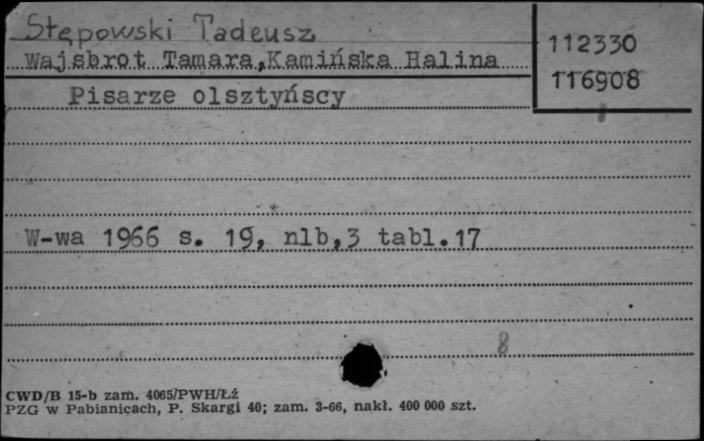 Stępowski Tadeusz
112330
Wajsbrot Tamara,Kamińska Halina
116908
Pisarze olsztyńscy
W-wa 1966 s. 19, nlb,3 tabl.17
8
CWD/B 15-b zam. 4065/PWH/Łź
PZG w Pabianicach, P. Skargi 40; zam. 3-66, nakł. 400 000 szt.